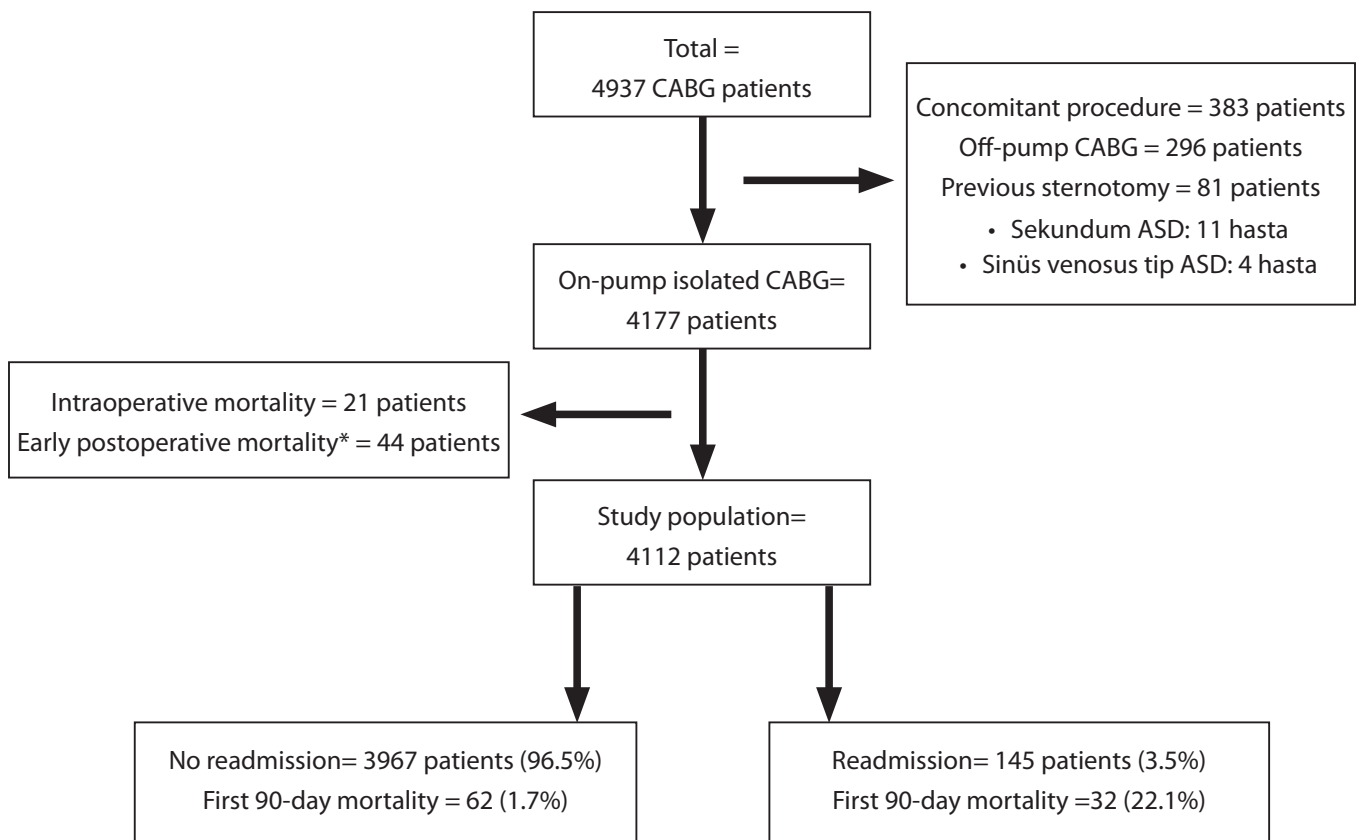 Total =
4937 CABG patients
Concomitant procedure = 383 patients
Off-pump CABG = 296 patients
Previous sternotomy = 81 patients
• Sekundum ASD: 11 hasta
• Sinüs venosus tip ASD: 4 hasta
On-pump isolated CABG=
4177 patients
Intraoperative mortality = 21 patients
Early postoperative mortality* = 44 patients
Study population=
4112 patients
No readmission= 3967 patients (96.5%)
First 90-day mortality = 62 (1.7%)
Readmission= 145 patients (3.5%)
First 90-day mortality =32 (22.1%)